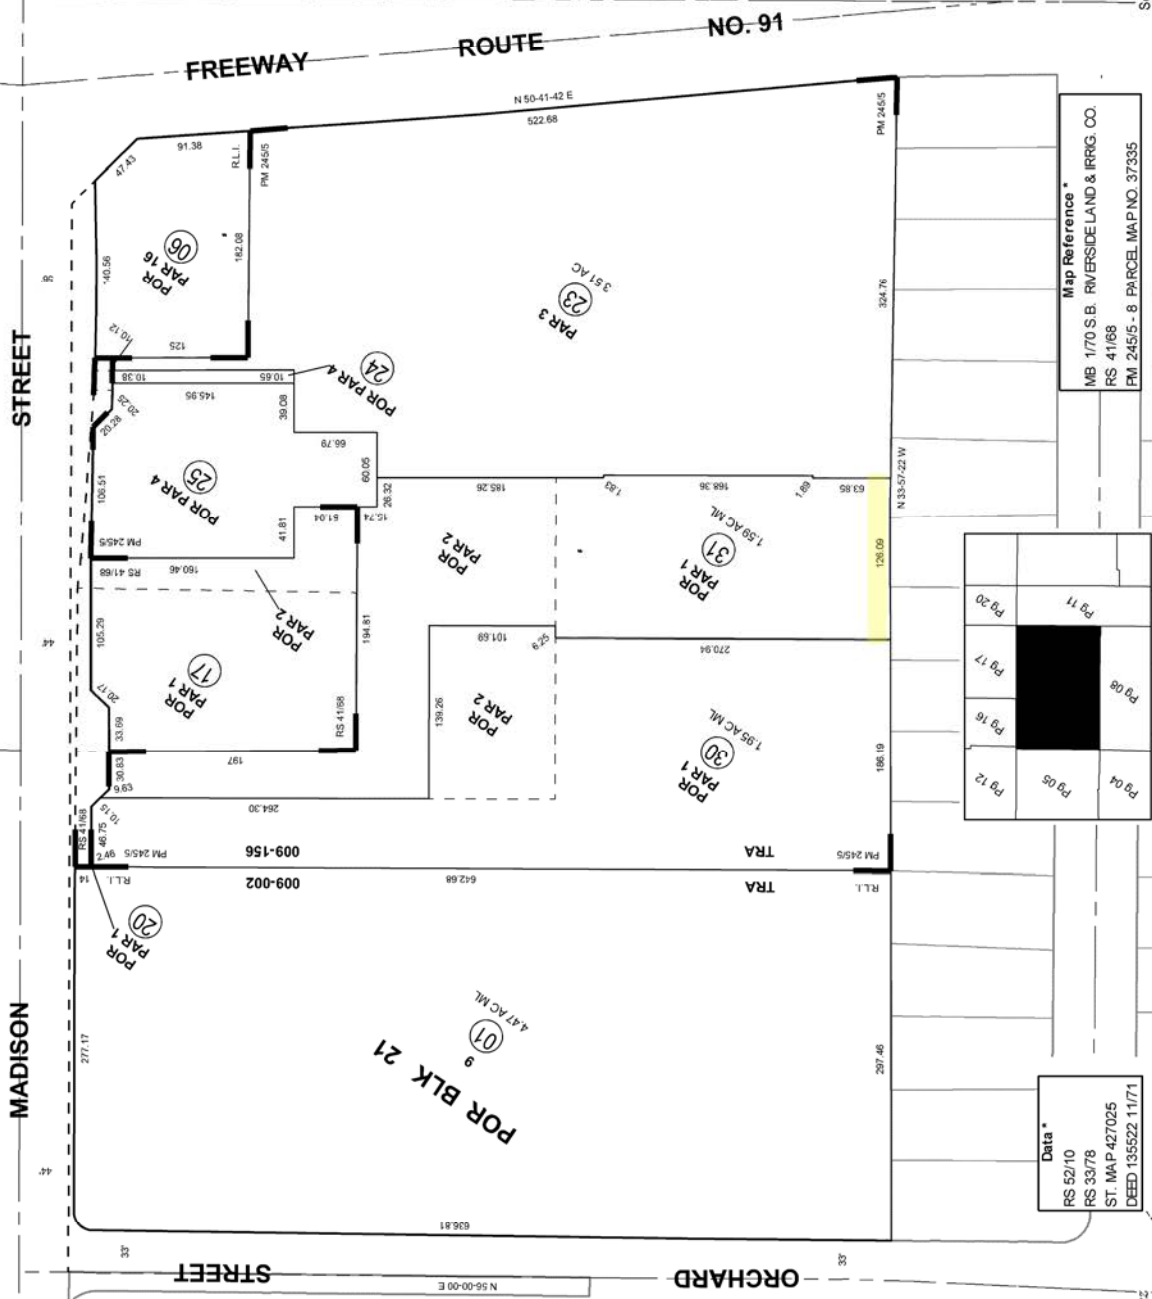 FREEWAY ROUTE NO. 91
N 50-41-42 E
522.68
PM 245/5
91.38
47.43
R.L.I.
PM 245/5
140.56
POR
PAR 16
06
182.08
125
10.12
56'
STREET
3.51 AC
23
PAR 3
324.76
24
POR PAR 4
10.38
10.65
145.95
39.08
20.25
20.28
66.79
25
POR PAR 4
106.51
60.05
26.32
185.26
1.83
168.36
1.89
63.85
N 33-57-22 W
41.81
51.04
15.74
PM 245/5
RS 41/68
160.46
POR
PAR 2
1.59 AC ML
31
POR
PAR 1
126.09
105.29
POR
PAR 2
194.81
101.69
6.25
270.94
44'
17
POR
PAR 1
20.17
33.69
RS 41/68
139.26
POR
PAR 2
1.95 AC ML
30
POR
PAR 1
186.19
197
30.83
9.63
10.15
264.30
RS 41/68
46.75
2.46
PM 245/5
009-156
TRA
PM 245/5
14
R.L.I.
009-002
642.68
TRA
R.L.I.
20
POR
PAR 1
MADISON
277.17
4.47 AC ML
01
9
POR BLK 21
297.46
44'
636.81
33'
STREET
ORCHARD
33'
N 56-00-00 E
Map Reference *
MB 1/70 S.B. RIVERSIDE LAND & IRRIG. CO.
RS 41/68
PM 245/5 - 8 PARCEL MAP NO. 37335
Pg 20
Pg 11
Pg 17
Pg 08
Pg 16
Pg 12
Pg 05
Pg 04
Data *
RS 52/10
RS 33/78
ST. MAP 427025
DEED 135522 11/71